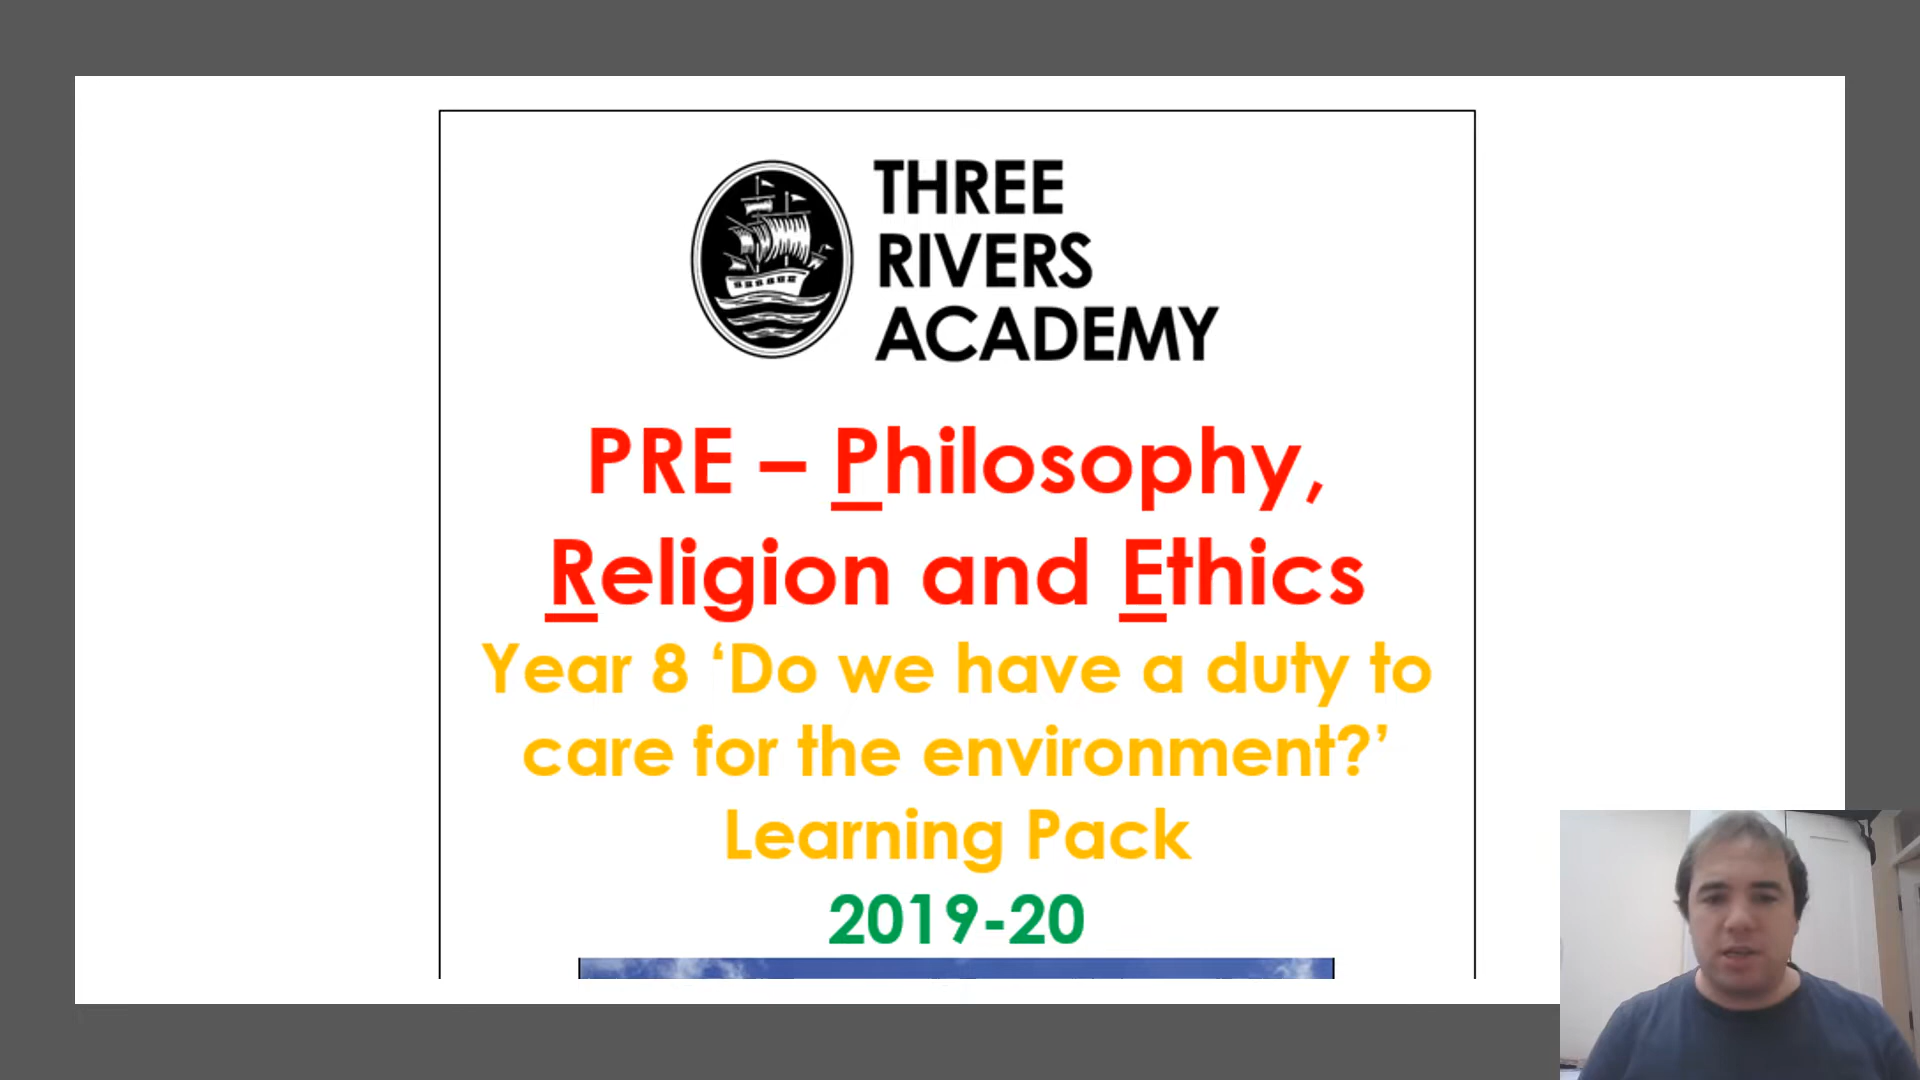 THREE
RIVERS
ACADEMY
PRE – Philosophy,
Religion and Ethics
Year 8 ‘Do we have a duty to
care for the environment?’
Learning Pack
2019-20